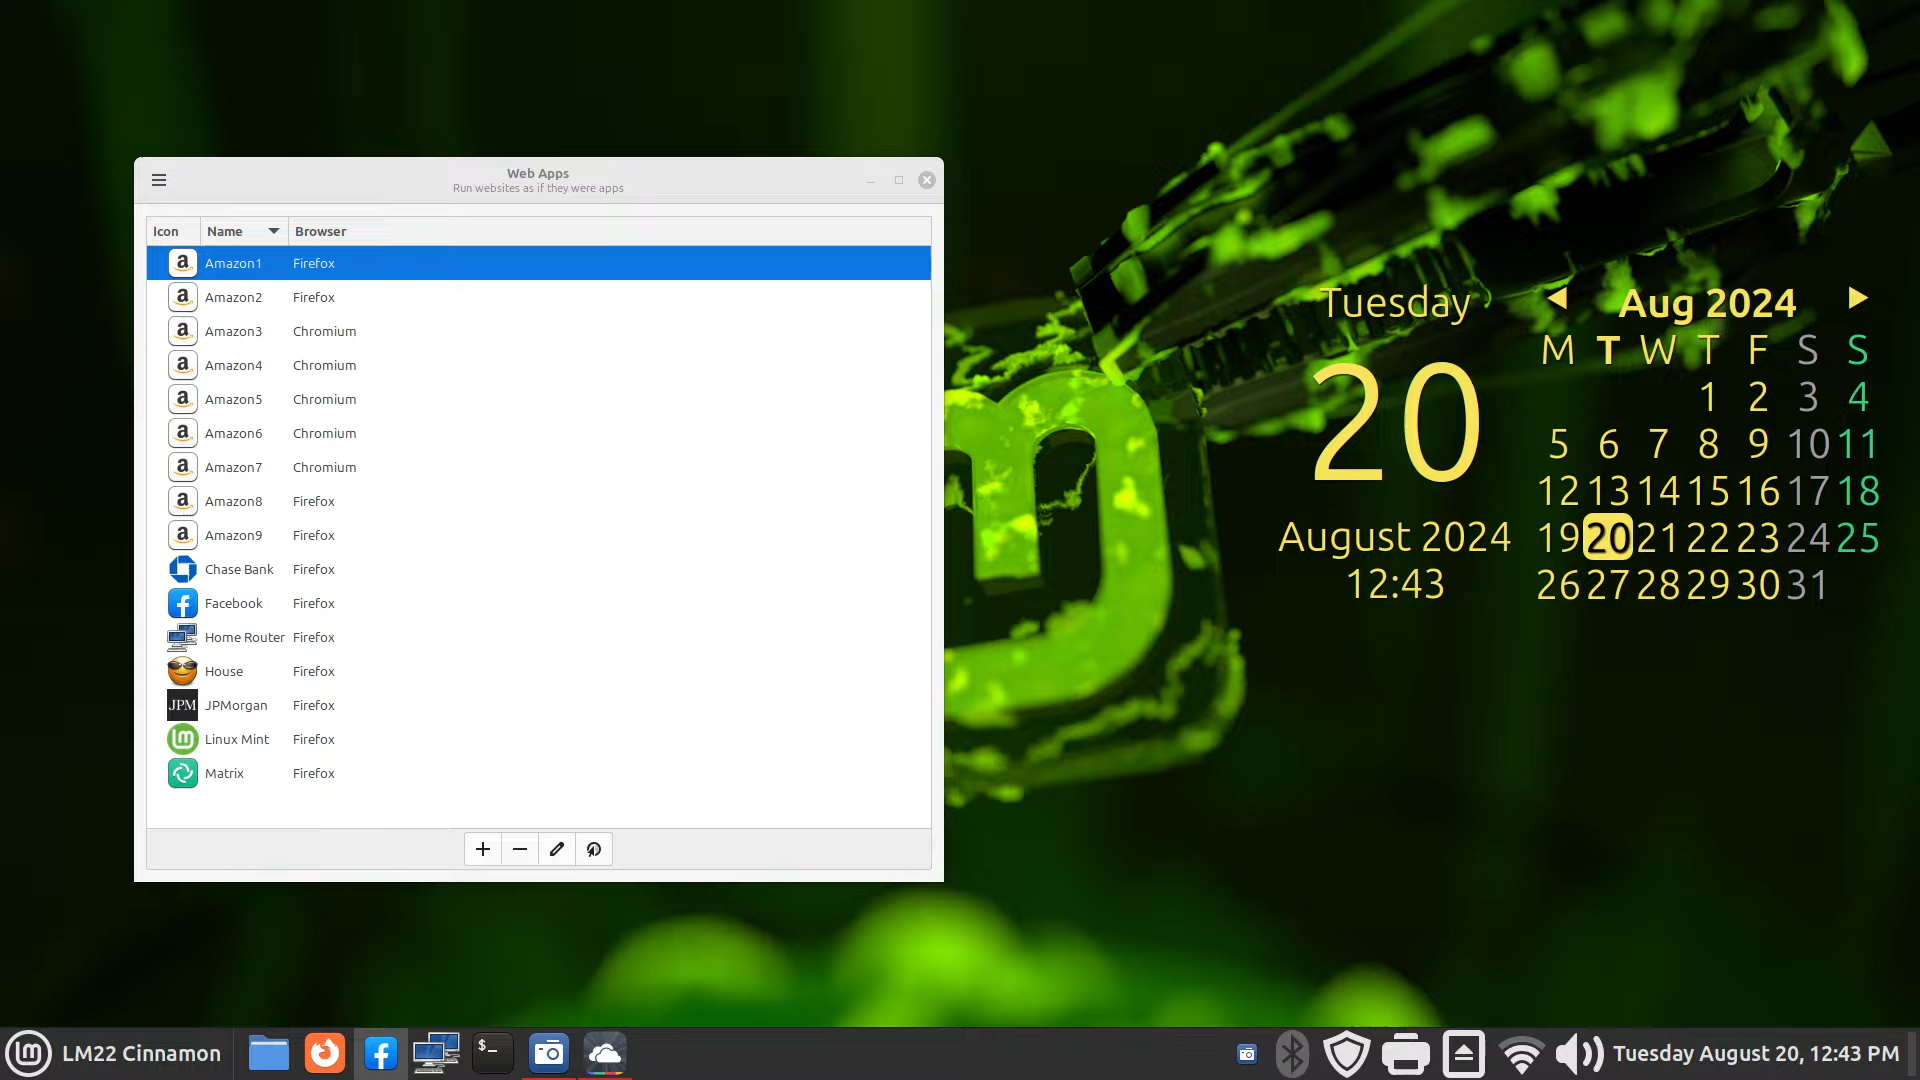 Web Apps
Run websites as if they were apps
Icon Name Browser
a Amazon1 Firefox
a Amazon2 Firefox
a Amazon3 Chromium
a Amazon4 Chromium
a Amazon5 Chromium
a Amazon6 Chromium
a Amazon7 Chromium
a Amazon8 Firefox
a Amazon9 Firefox
Chase Bank Firefox
f Facebook Firefox
Home Router Firefox
House Firefox
JPM JPMorgan Firefox
lm Linux Mint Firefox
Matrix Firefox
Tuesday
20
August 2024
12:43
Aug 2024
M T W T F S S
1 2 3 4
5 6 7 8 9 10 11
12 13 14 15 16 17 18
19 20 21 22 23 24 25
26 27 28 29 30 31
lm LM22 Cinnamon
f
$_
Tuesday August 20, 12:43 PM